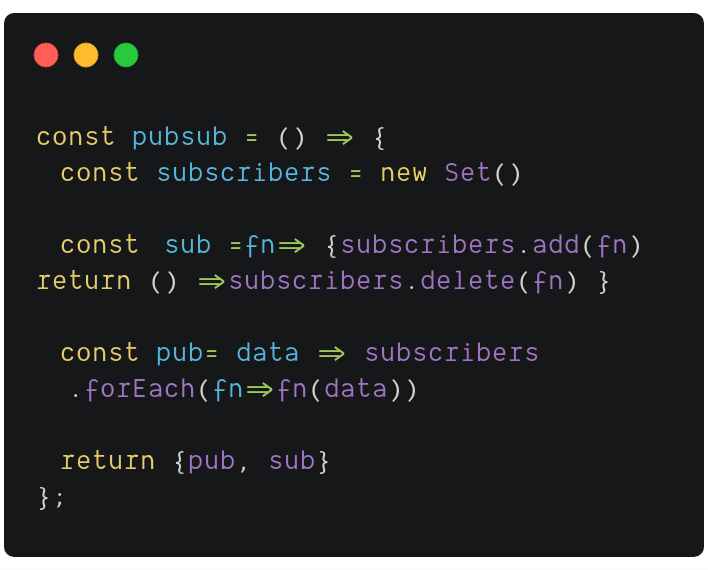 const pubsub = () => {
  const subscribers = new Set()

  const  sub =fn=> {subscribers.add(fn)
return () =>subscribers.delete(fn) }

  const pub= data => subscribers
  .forEach(fn=>fn(data))

  return {pub, sub}
};